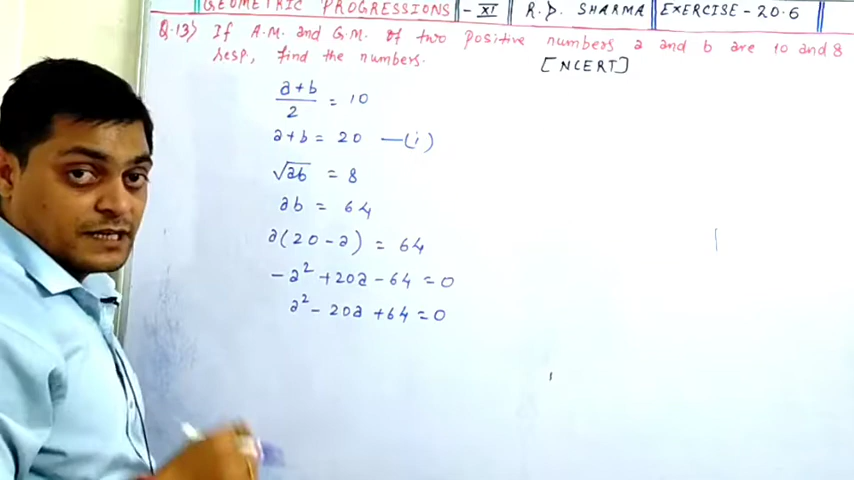 GEOMETRIC PROGRESSIONS - XI R.D. SHARMA EXERCISE - 20.6
Q.13) If A.M. and G.M. of two positive numbers a and b are 10 and 8
resp, find the numbers. [NCERT]
a+b/2 = 10
a+b = 20 —(i)
√ab = 8
ab = 64
a(20-a) = 64
-a² +20a - 64 = 0
a² - 20a + 64 = 0